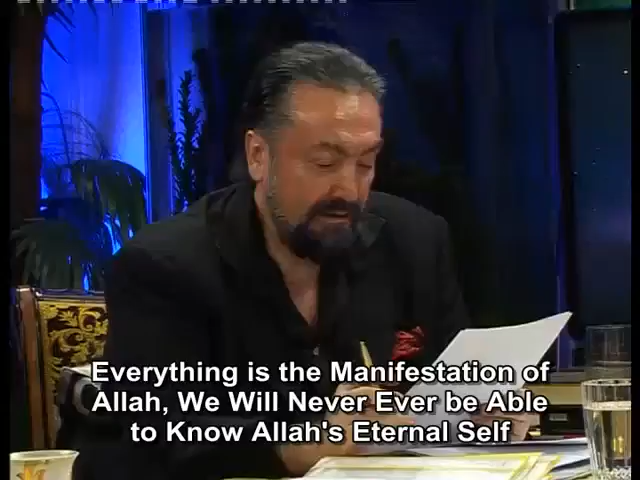 Everything is the Manifestation of
Allah, We Will Never Ever be Able
to Know Allah's Eternal Self